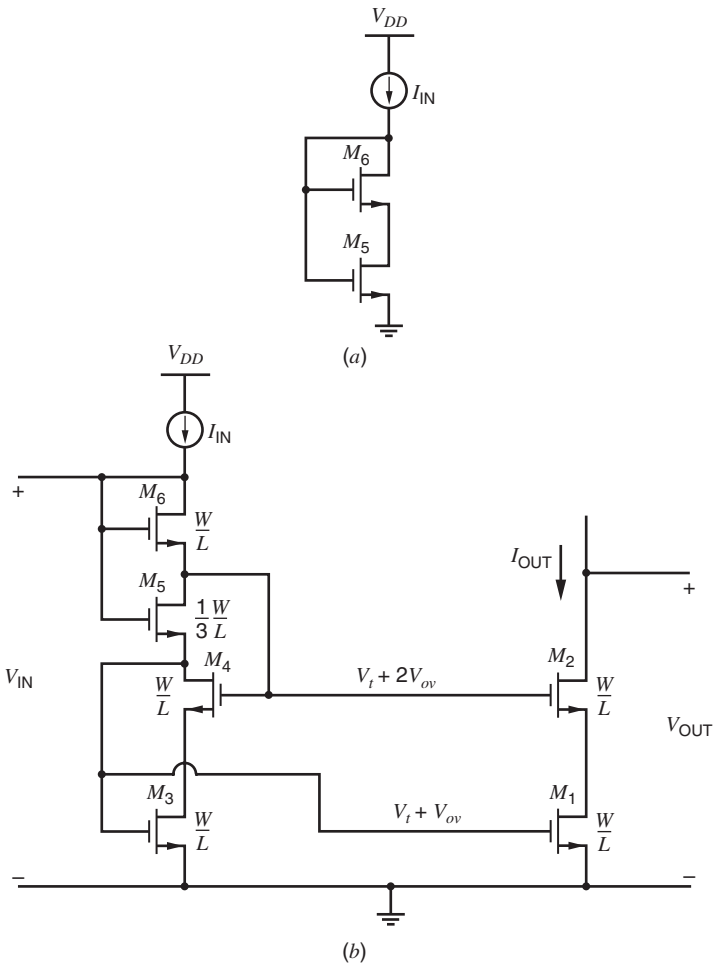 V_DD
I_IN
M_6
M_5
(a)
V_DD
I_IN
+
M_6
W/L
I_OUT
M_5
+
1/3 W/L
V_IN
M_4
V_t + 2V_ov
M_2
W/L
W/L
V_OUT
M_3
V_t + V_ov
M_1
W/L
W/L
–
–
(b)